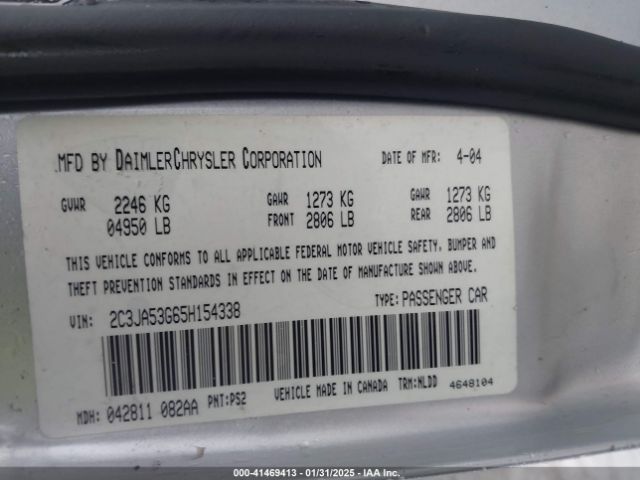 MFD BY DAIMLERCHRYSLER CORPORATION DATE OF MFR: 4-04
GVWR 2246 KG GAWR 1273 KG GAWR 1273 KG
04950 LB FRONT 2806 LB REAR 2806 LB
THIS VEHICLE CONFORMS TO ALL APPLICABLE FEDERAL MOTOR VEHICLE SAFETY, BUMPER AND
THEFT PREVENTION STANDARDS IN EFFECT ON THE DATE OF MANUFACTURE SHOWN ABOVE.
VIN: 2C3JA53G65H154338 TYPE: PASSENGER CAR
MDH: 042811 082AA PNT:PS2 VEHICLE MADE IN CANADA TRM:NLDD 4648104
000-41469413 - 01/31/2025 - IAA Inc.